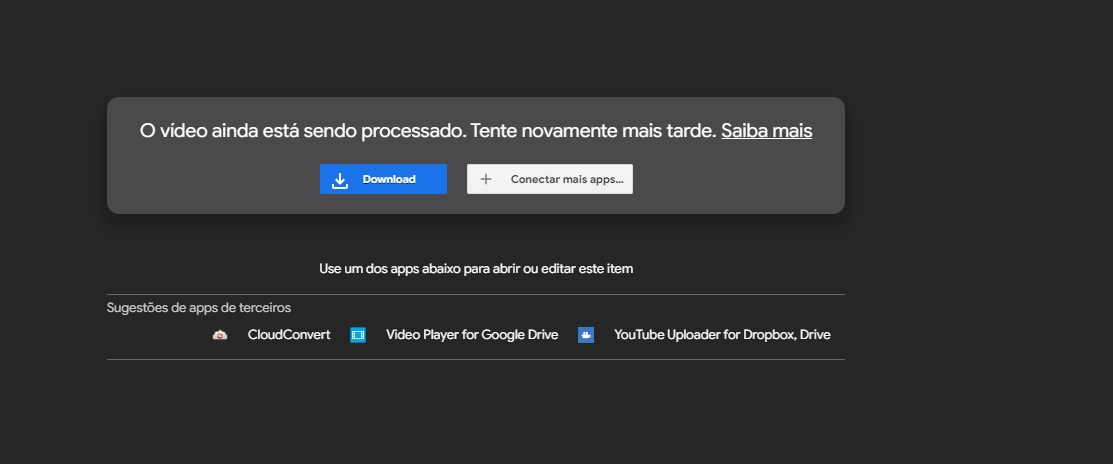 O vídeo ainda está sendo processado. Tente novamente mais tarde. Saiba mais
Download
Conectar mais apps...
Use um dos apps abaixo para abrir ou editar este item
Sugestões de apps de terceiros
CloudConvert
Video Player for Google Drive
YouTube Uploader for Dropbox, Drive